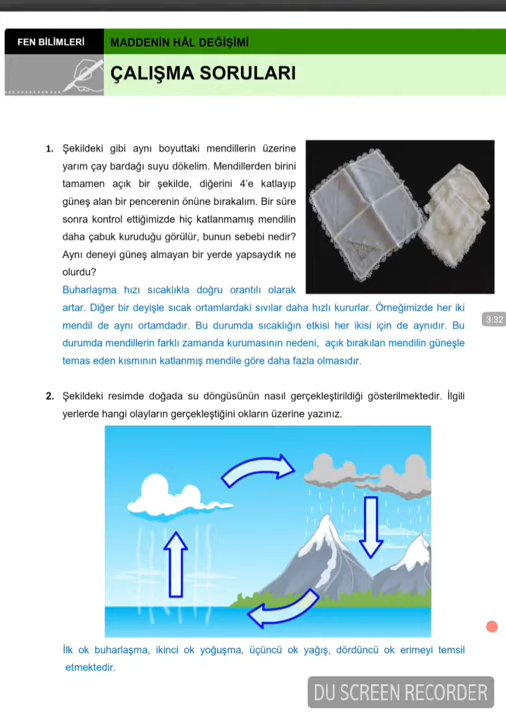 FEN BİLİMLERİ
MADDENİN HÂL DEĞİŞİMİ
ÇALIŞMA SORULARI
1. Şekildeki gibi aynı boyuttaki mendillerin üzerine
yarım çay bardağı suyu dökelim. Mendillerden birini
tamamen açık bir şekilde, diğerini 4'e katlayıp
güneş alan bir pencerenin önüne bırakalım. Bir süre
sonra kontrol ettiğimizde hiç katlanmamış mendilin
daha çabuk kuruduğu görülür, bunun sebebi nedir?
Aynı deneyi güneş almayan bir yerde yapsaydık ne
olurdu?
Buharlaşma hızı sıcaklıkla doğru orantılı olarak
artar. Diğer bir deyişle sıcak ortamlardaki sıvılar daha hızlı kururlar. Örneğimizde her iki
mendil de aynı ortamdadır. Bu durumda sıcaklığın etkisi her ikisi için de aynıdır. Bu
durumda mendillerin farklı zamanda kurumasının nedeni, açık bırakılan mendilin güneşle
temas eden kısmının katlanmış mendile göre daha fazla olmasıdır.
3:32
2. Şekildeki resimde doğada su döngüsünün nasıl gerçekleştirildiği gösterilmektedir. İlgili
yerlerde hangi olayların gerçekleştiğini okların üzerine yazınız.
İlk ok buharlaşma, ikinci ok yoğuşma, üçüncü ok yağış, dördüncü ok erimeyi temsil
etmektedir.
DU SCREEN RECORDER